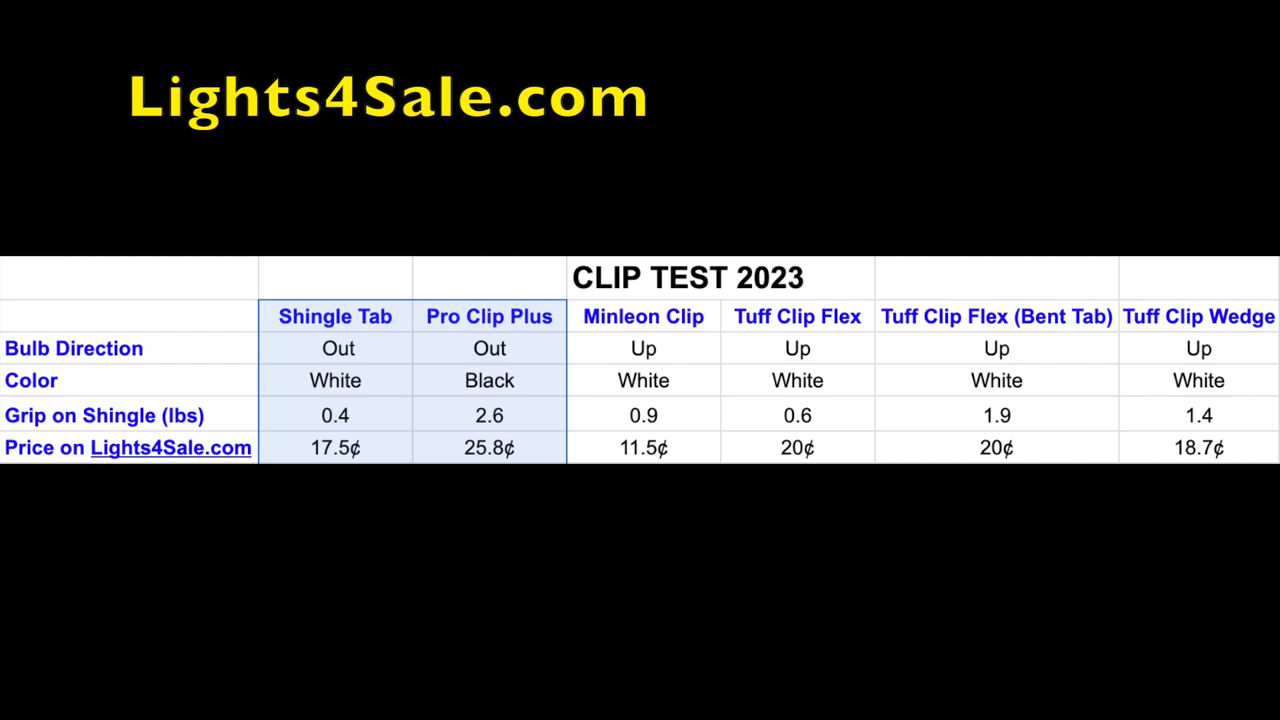 Lights4Sale.com
CLIP TEST 2023
Shingle Tab Pro Clip Plus Minleon Clip Tuff Clip Flex Tuff Clip Flex (Bent Tab) Tuff Clip Wedge
Bulb Direction Out Out Up Up Up Up
Color White Black White White White White
Grip on Shingle (lbs) 0.4 2.6 0.9 0.6 1.9 1.4
Price on Lights4Sale.com 17.5¢ 25.8¢ 11.5¢ 20¢ 20¢ 18.7¢